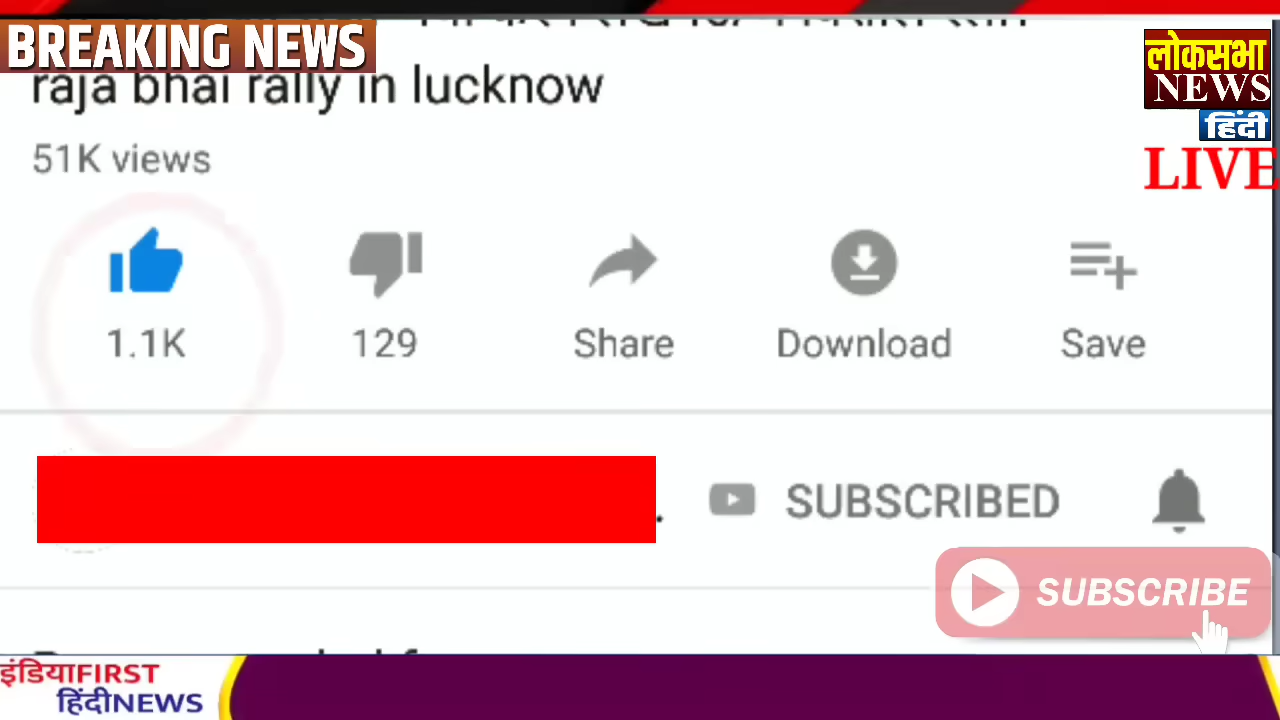 BREAKING NEWS
raja bhai rally in lucknow
51K views
1.1K
129
Share
Download
Save
SUBSCRIBED
SUBSCRIBE
लोकसभा
NEWS
हिंदी
LIVE
इंडियाFIRST
हिंदीNEWS